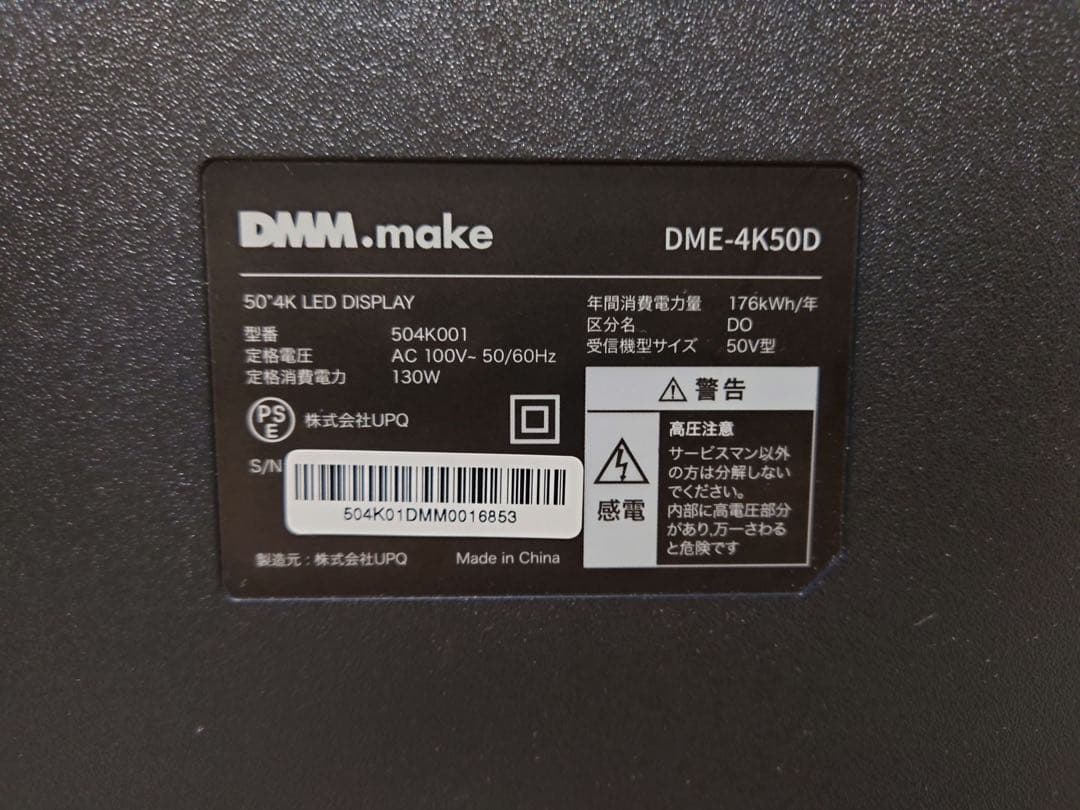 DMM.make
DME-4K50D
50"4K LED DISPLAY
型番 504K001
定格電圧 AC 100V~ 50/60Hz
定格消費電力 130W
PSE 株式会社UPQ
S/N
504K01DMM0016853
製造元:株式会社UPQ Made in China
年間消費電力量 176kWh/年
区分名 DO
受信機型サイズ 50V型
警告
感電
高圧注意
サービスマン以外
の方は分解しない
でください。
内部に高電圧部分
があり,万一さわる
と危険です